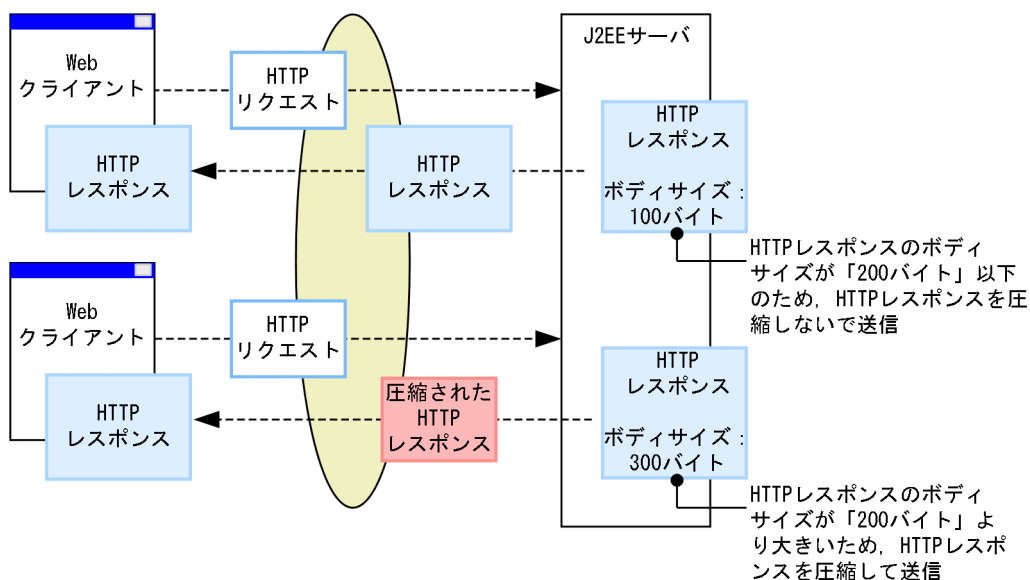 Web
クライアント
HTTP
リクエスト
J2EEサーバ
HTTP
レスポンス
HTTP
レスポンス
HTTP
レスポンス
ボディサイズ：
100バイト
HTTPレスポンスのボディ
サイズが「200バイト」以下
のため，HTTPレスポンスを圧
縮しないで送信
Web
クライアント
HTTP
リクエスト
HTTP
レスポンス
圧縮された
HTTP
レスポンス
HTTP
レスポンス
ボディサイズ：
300バイト
HTTPレスポンスのボディ
サイズが「200バイト」よ
り大きいため，HTTPレスポ
ンスを圧縮して送信